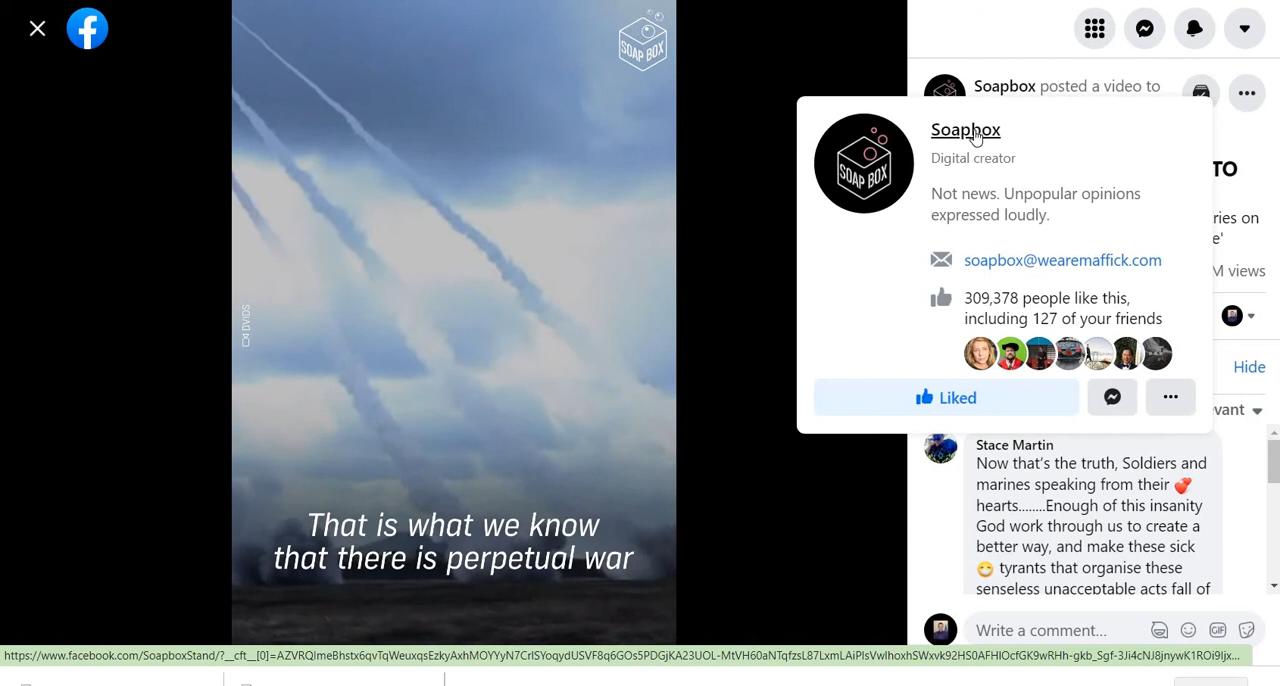 SOAP BOX
DVIDS
That is what we know
that there is perpetual war
Soapbox posted a video to
Soapbox
Digital creator
Not news. Unpopular opinions
expressed loudly.
soapbox@wearemaffick.com
309,378 people like this,
including 127 of your friends
Liked
SOAP BOX
TO
ries on
e'
M views
Hide
vant
Stace Martin
Now that's the truth, Soldiers and
marines speaking from their 💕
hearts........Enough of this insanity
God work through us to create a
better way, and make these sick
😷 tyrants that organise these
senseless unacceptable acts fall of
Write a comment...
GIF